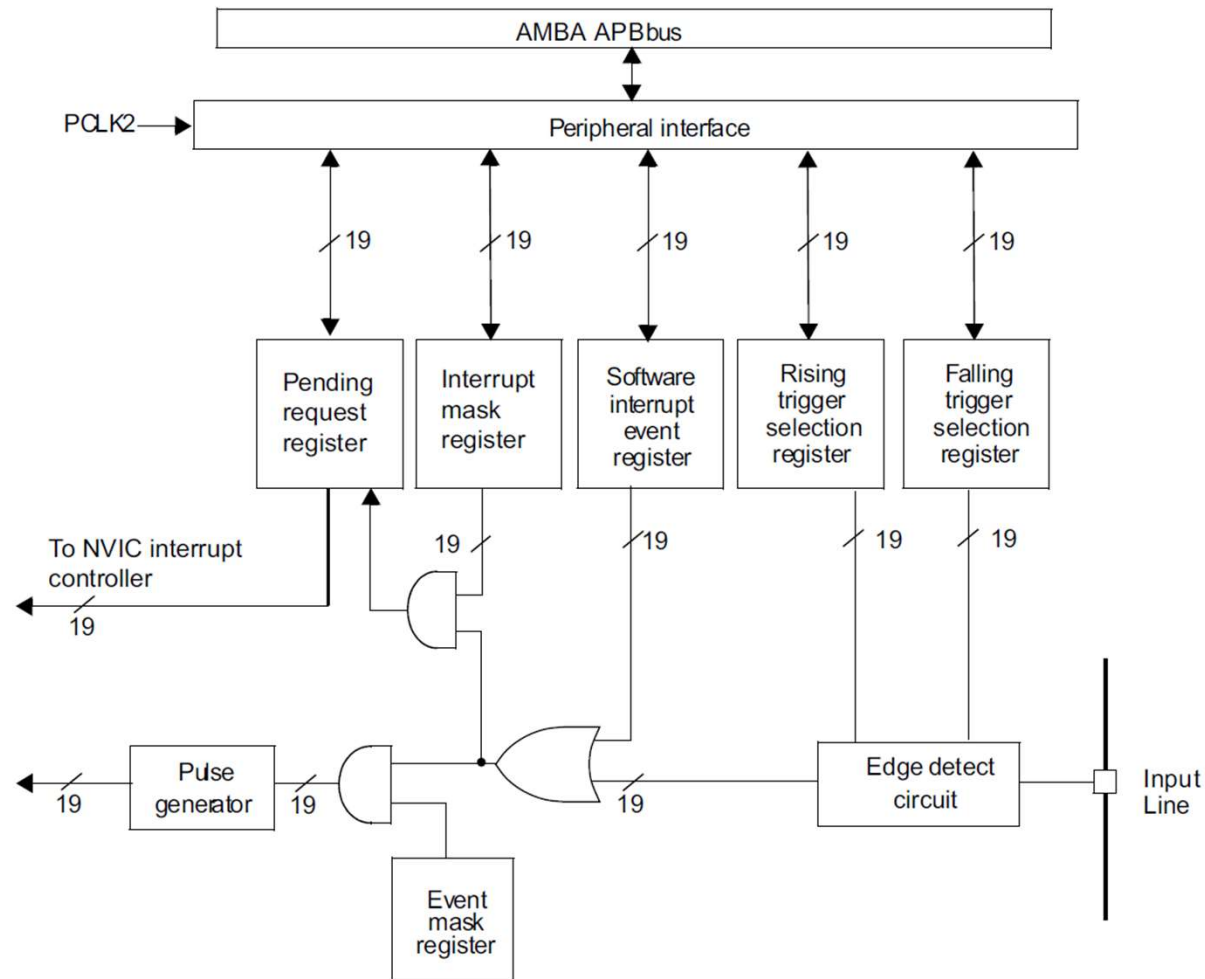 AMBA APB bus
PCLK2
Peripheral interface
19
19
19
19
19
Pending
request
register
Interrupt
mask
register
Software
interrupt
event
register
Rising
trigger
selection
register
Falling
trigger
selection
register
To NVIC interrupt
controller
19
19
19
19
19
Pulse
generator
19
19
19
Edge detect
circuit
Input
Line
Event
mask
register